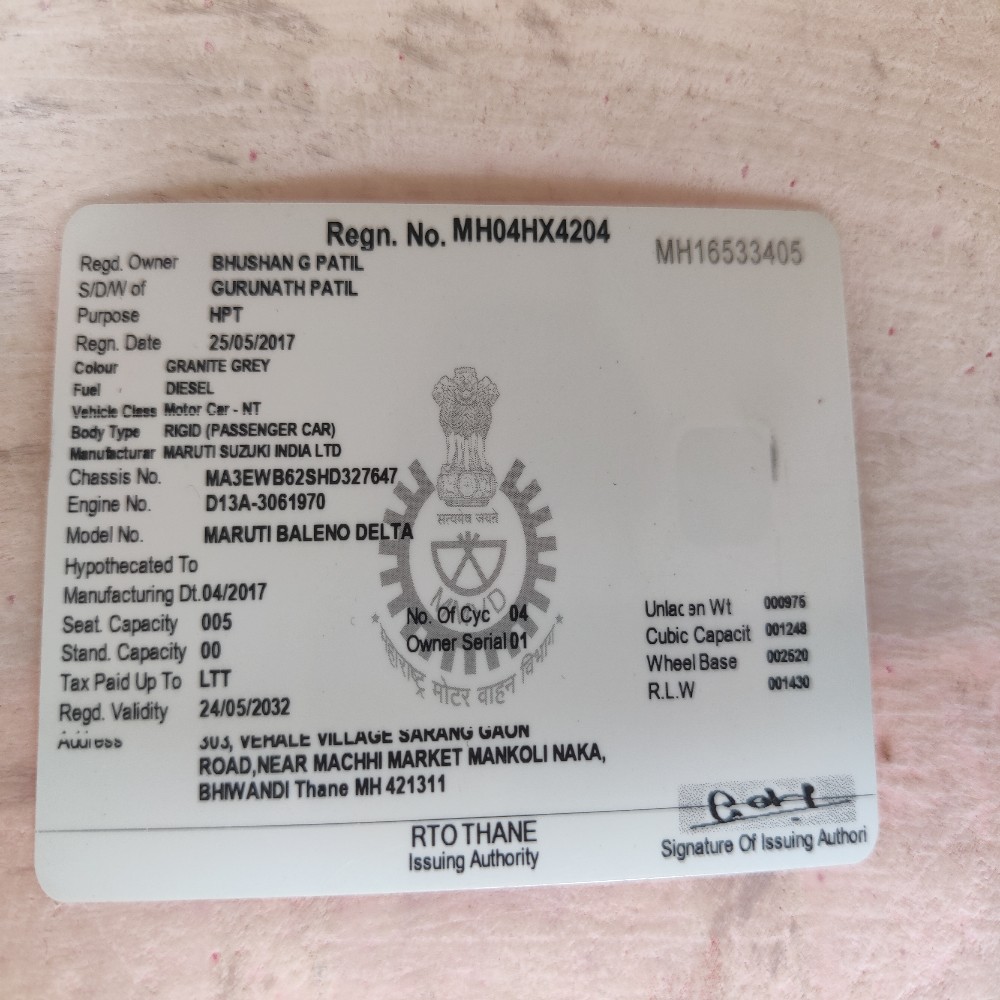 Regn. No. MH04HX4204
MH16533405
Regd. Owner BHUSHAN G PATIL
S/D/W of GURUNATH PATIL
Purpose HPT
Regn. Date 25/05/2017
Colour GRANITE GREY
Fuel DIESEL
Vehicle Class Motor Car - NT
Body Type RIGID (PASSENGER CAR)
Manufacturar MARUTI SUZUKI INDIA LTD
Chassis No. MA3EWB62SHD327647
Engine No. D13A-3061970
Model No. MARUTI BALENO DELTA
सत्यमेव जयते
Hypothecated To
Manufacturing Dt.04/2017
MMVD
Seat. Capacity 005 No. Of Cyc 04 Unlac en Wt 000975
Stand. Capacity 00 Owner Serial 01 Cubic Capacit 001248
Wheel Base 002520
Tax Paid Up To LTT R.L.W 001430
महाराष्ट्र मोटर वाहन विभाग
Regd. Validity 24/05/2032
Address 303, VEHALE VILLAGE SARANG GAON
ROAD,NEAR MACHHI MARKET MANKOLI NAKA,
BHIWANDI Thane MH 421311
RTO THANE
Issuing Authority
Signature Of Issuing Authori